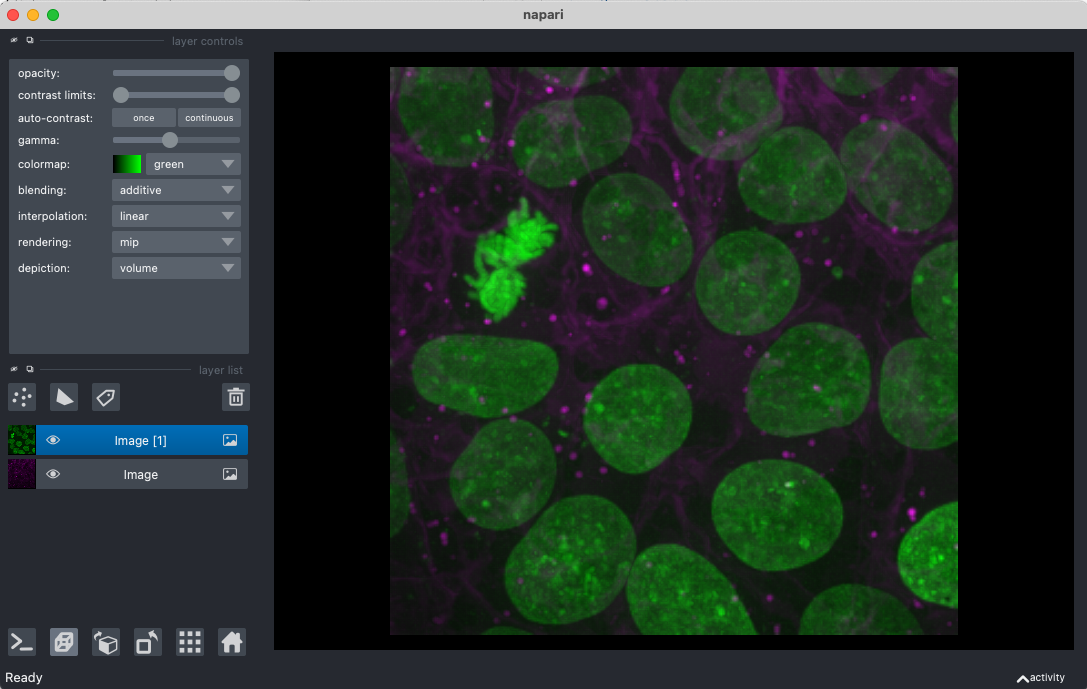 napari
layer controls
opacity:
contrast limits:
auto-contrast: once continuous
gamma:
colormap: green
blending: additive
interpolation: linear
rendering: mip
depiction: volume
layer list
Image [1]
Image
Ready
activity